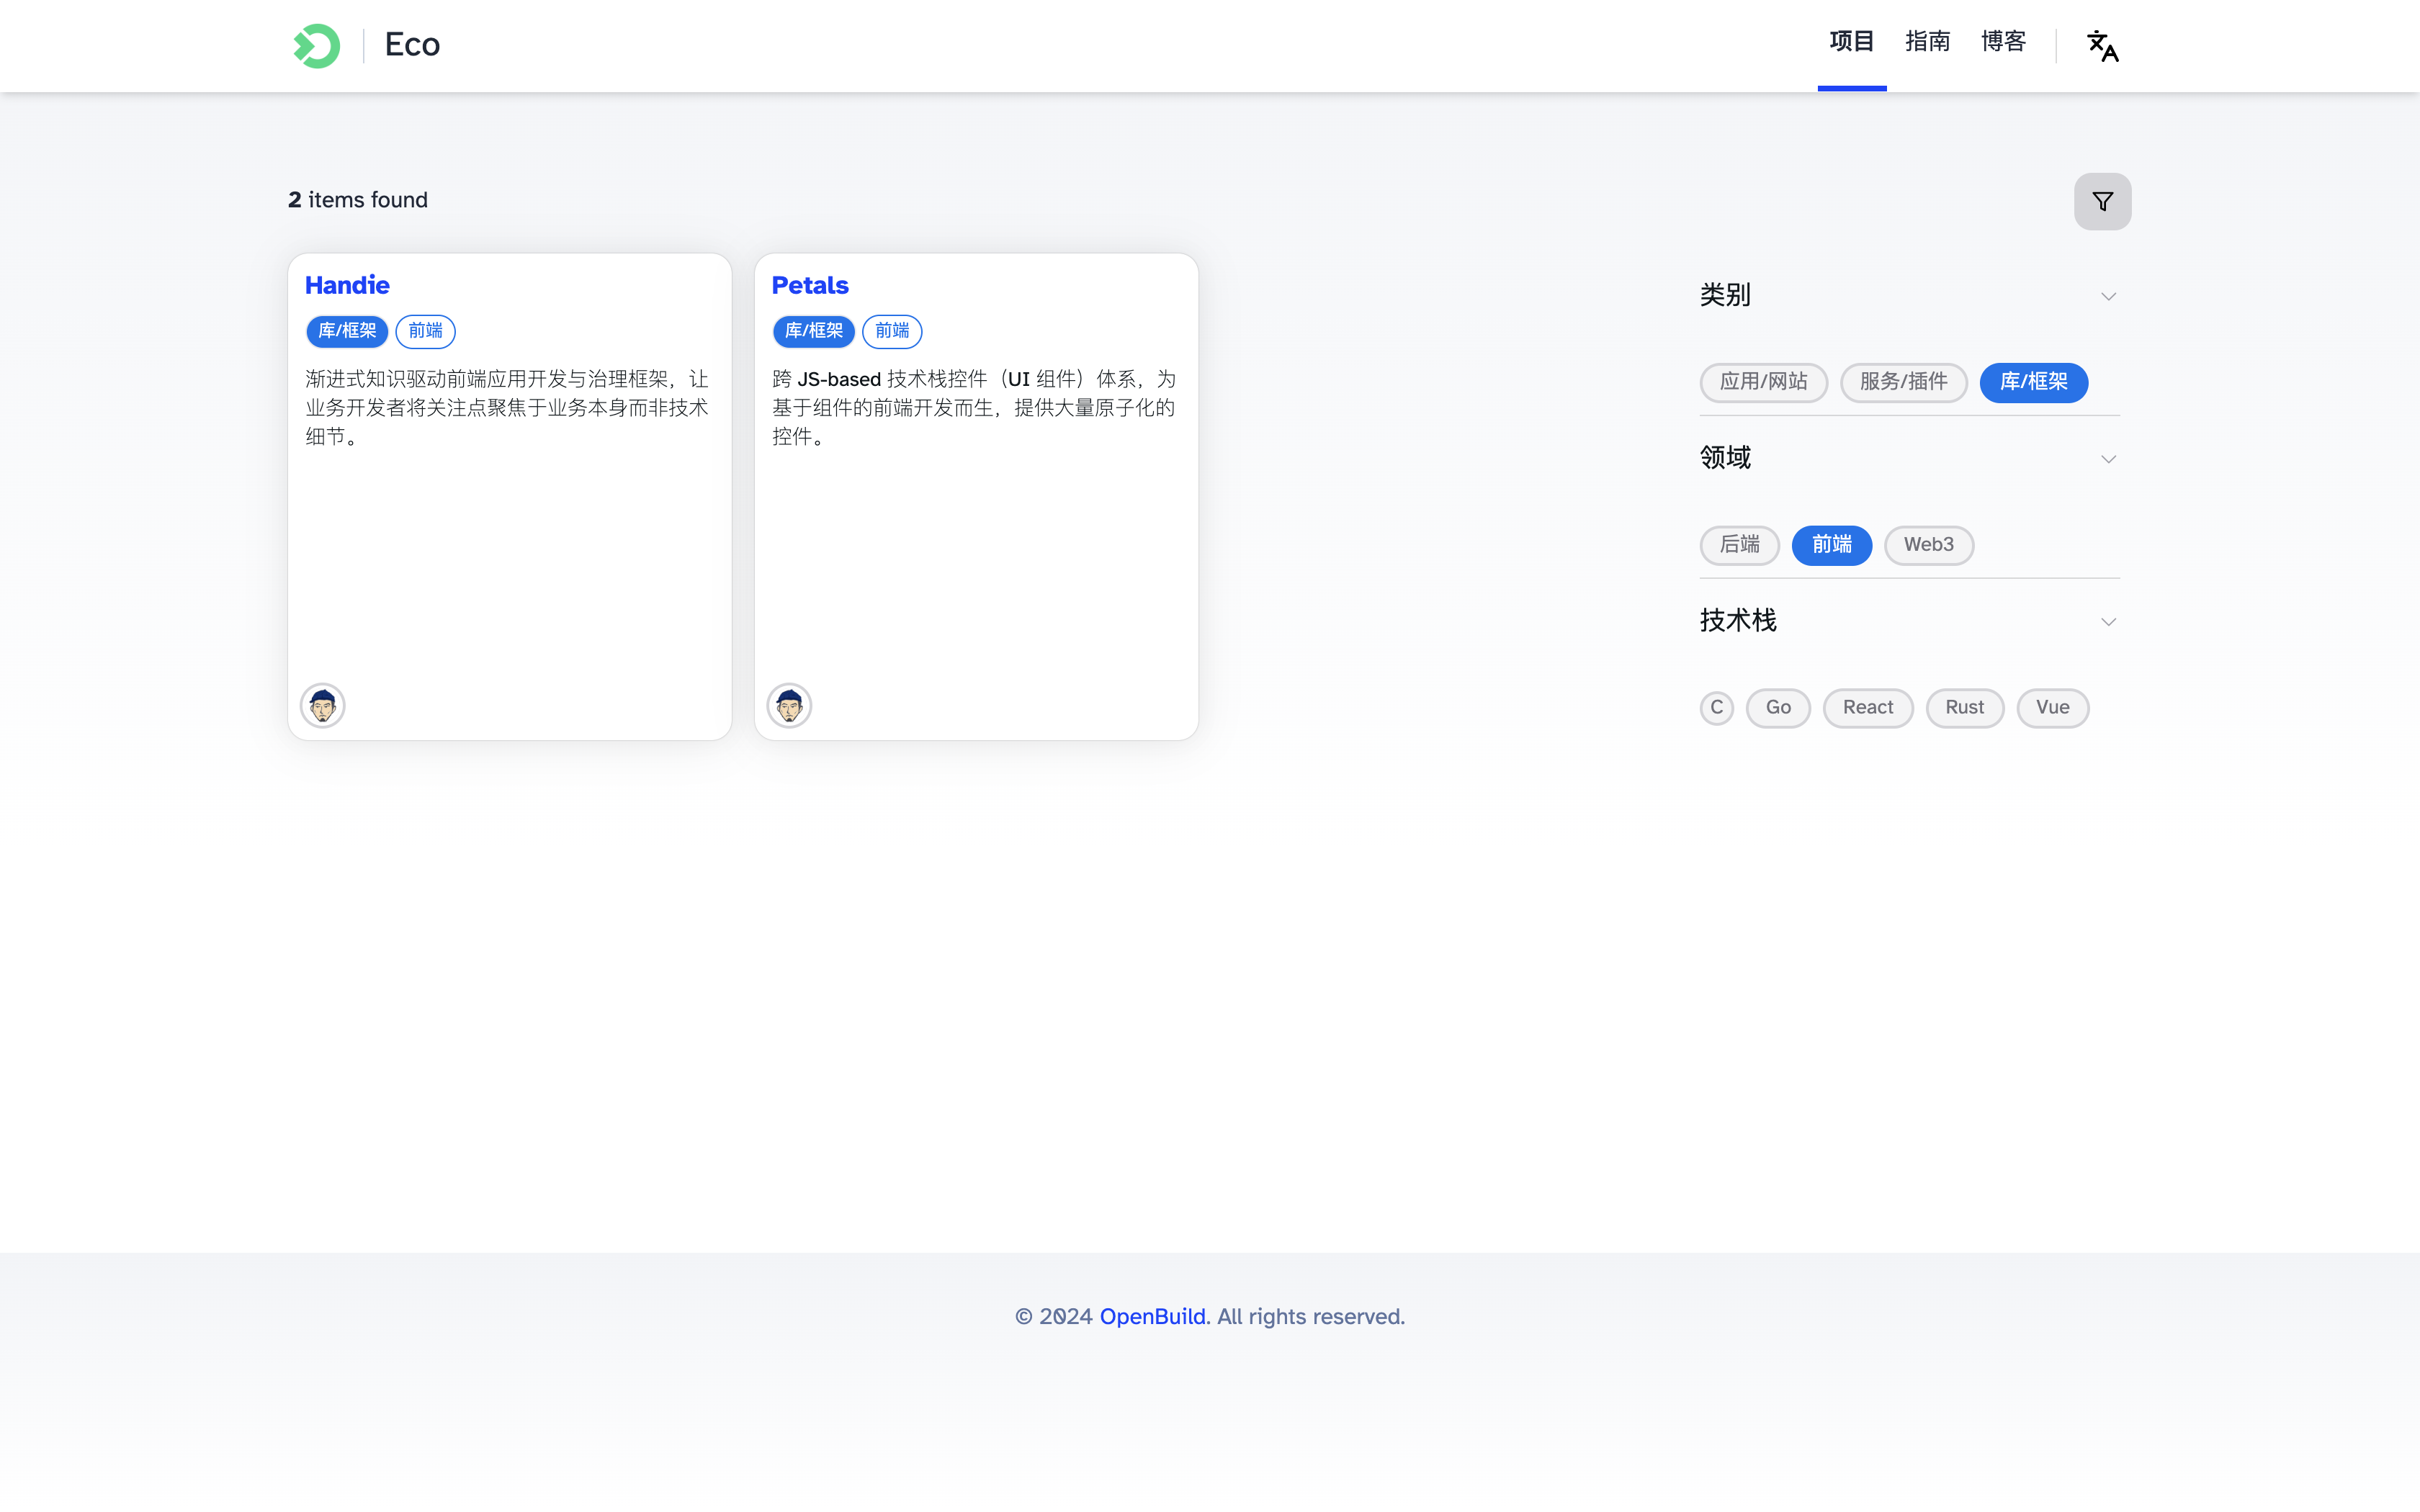 Eco
项目 指南 博客
2 items found
Handie
库/框架 前端
渐进式知识驱动前端应用开发与治理框架，让
业务开发者将关注点聚焦于业务本身而非技术
细节。
Petals
库/框架 前端
跨 JS-based 技术栈控件（UI 组件）体系，为
基于组件的前端开发而生，提供大量原子化的
控件。
类别
应用/网站 服务/插件 库/框架
领域
后端 前端 Web3
技术栈
C Go React Rust Vue
© 2024 OpenBuild. All rights reserved.